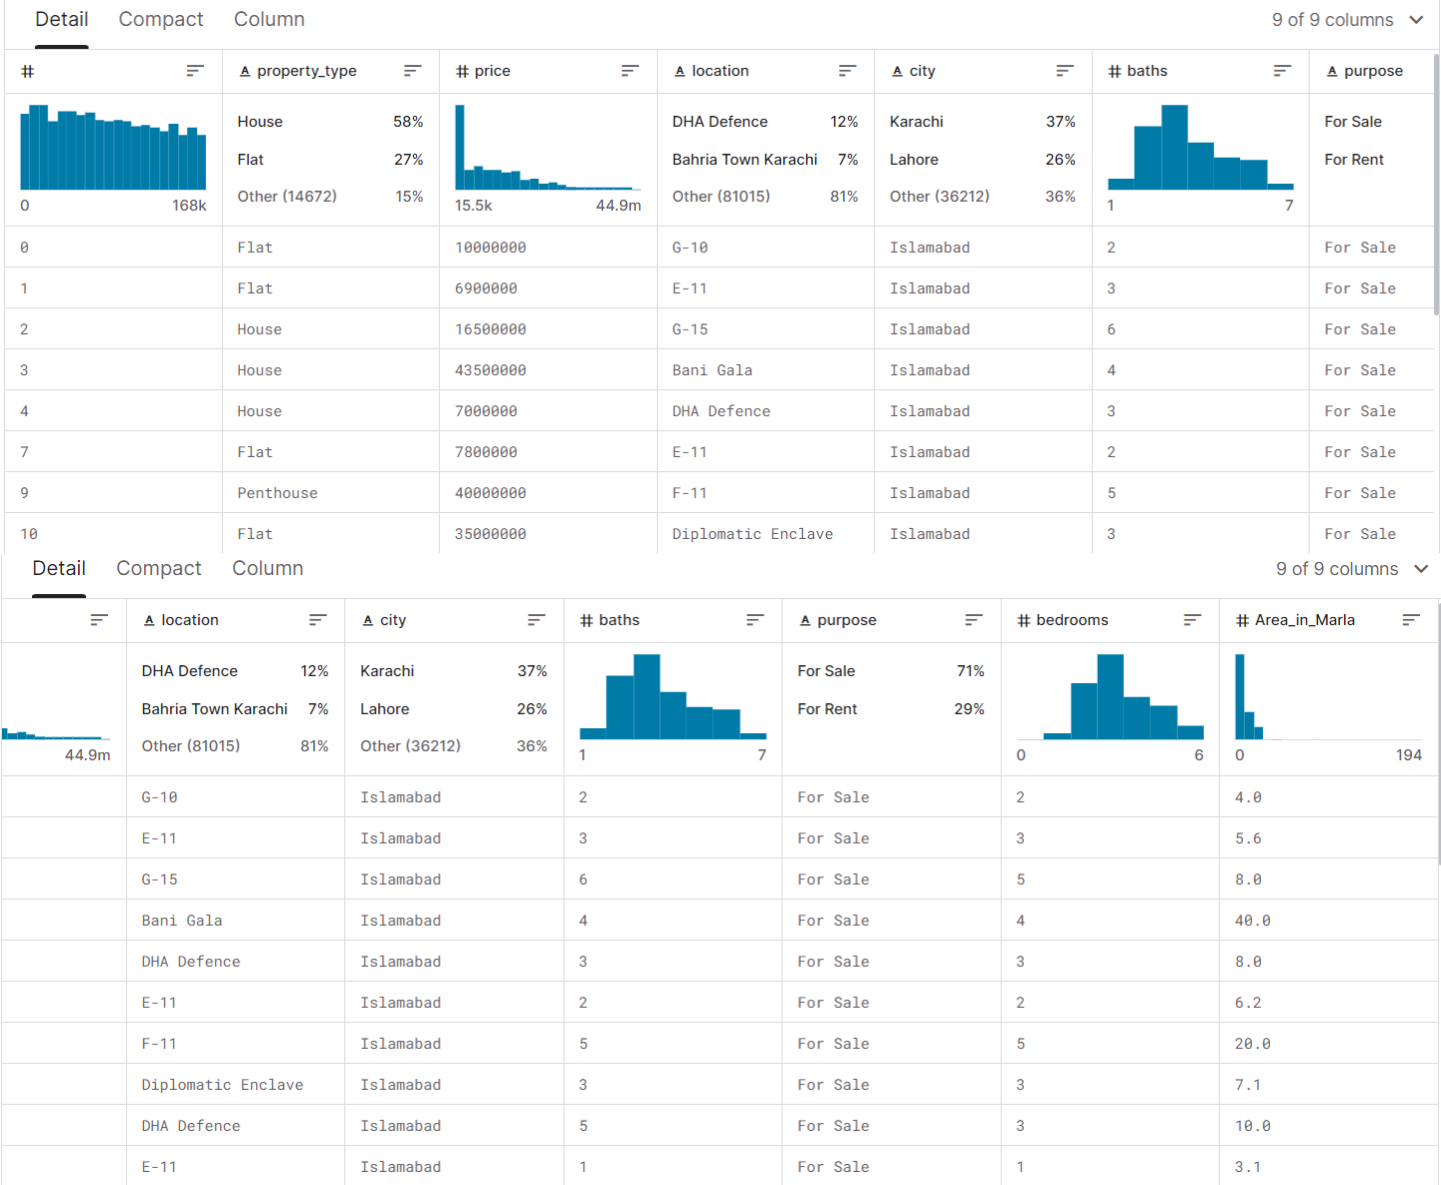 Detail Compact Column 9 of 9 columns
# property_type # price location city # baths purpose
House 58% DHA Defence 12% Karachi 37% For Sale
Flat 27% Bahria Town Karachi 7% Lahore 26% For Rent
Other (14672) 15% Other (81015) 81% Other (36212) 36%
0 168k 15.5k 44.9m 1 7
0 Flat 10000000 G-10 Islamabad 2 For Sale
1 Flat 6900000 E-11 Islamabad 3 For Sale
2 House 16500000 G-15 Islamabad 6 For Sale
3 House 43500000 Bani Gala Islamabad 4 For Sale
4 House 7000000 DHA Defence Islamabad 3 For Sale
7 Flat 7800000 E-11 Islamabad 2 For Sale
9 Penthouse 40000000 F-11 Islamabad 5 For Sale
10 Flat 35000000 Diplomatic Enclave Islamabad 3 For Sale
Detail Compact Column 9 of 9 columns
location city # baths purpose # bedrooms # Area_in_Marla
DHA Defence 12% Karachi 37% For Sale 71%
Bahria Town Karachi 7% Lahore 26% For Rent 29%
Other (81015) 81% Other (36212) 36%
44.9m 1 7 0 6 0 194
G-10 Islamabad 2 For Sale 2 4.0
E-11 Islamabad 3 For Sale 3 5.6
G-15 Islamabad 6 For Sale 5 8.0
Bani Gala Islamabad 4 For Sale 4 40.0
DHA Defence Islamabad 3 For Sale 3 8.0
E-11 Islamabad 2 For Sale 2 6.2
F-11 Islamabad 5 For Sale 5 20.0
Diplomatic Enclave Islamabad 3 For Sale 3 7.1
DHA Defence Islamabad 5 For Sale 3 10.0
E-11 Islamabad 1 For Sale 1 3.1